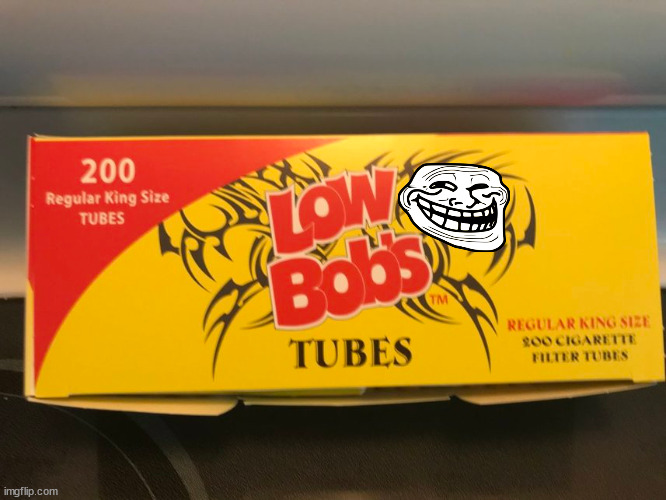 200
Regular King Size
TUBES
LOW
BOB'S
TM
TUBES
REGULAR KING SIZE
200 CIGARETTE
FILTER TUBES
imgflip.com